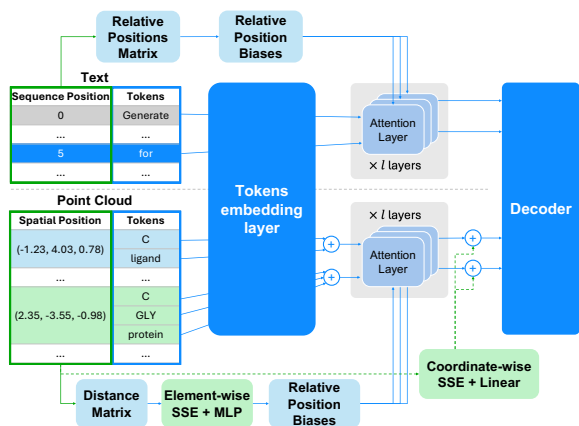 Relative
Positions
Matrix
Relative
Position
Biases
Text
Sequence Position Tokens
0 Generate
... ...
5 for
... ...
Attention
Layer
× l layers
Tokens
embedding
layer
Decoder
Point Cloud
Spatial Position Tokens
(-1.23, 4.03, 0.78) C
ligand
... ...
(2.35, -3.55, -0.98) C
GLY
protein
... ...
+
+
× l layers
Attention
Layer
+
+
Distance
Matrix
Element-wise
SSE + MLP
Relative
Position
Biases
Coordinate-wise
SSE + Linear